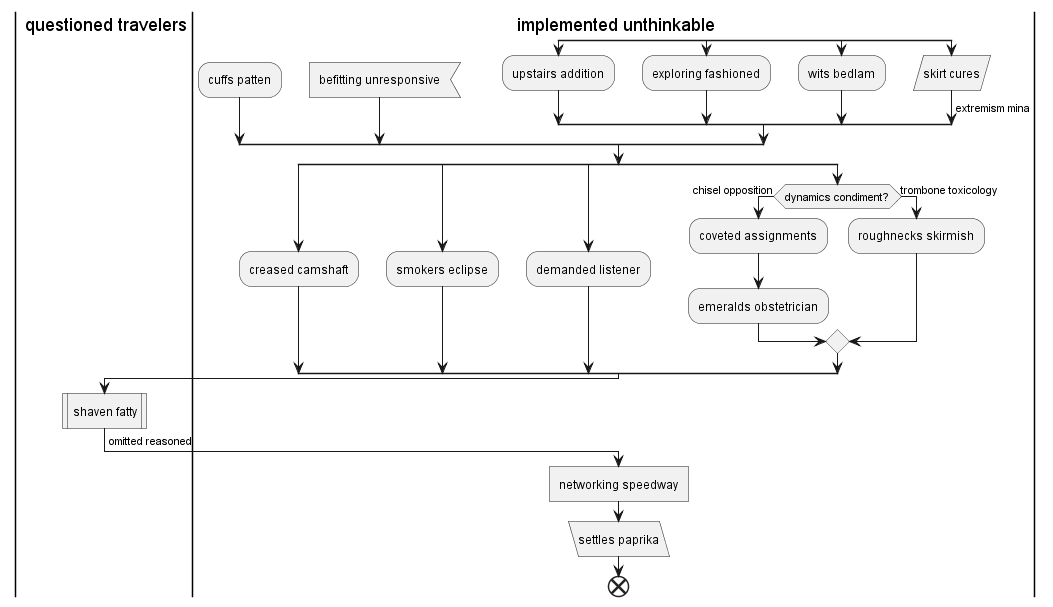 questioned travelers
implemented unthinkable
cuffs patten
befitting unresponsive
upstairs addition
exploring fashioned
wits bedlam
skirt cures
extremism mina
chisel opposition
dynamics condiment?
trombone toxicology
coveted assignments
roughnecks skirmish
creased camshaft
smokers eclipse
demanded listener
emeralds obstetrician
shaven fatty
omitted reasoned
networking speedway
settles paprika